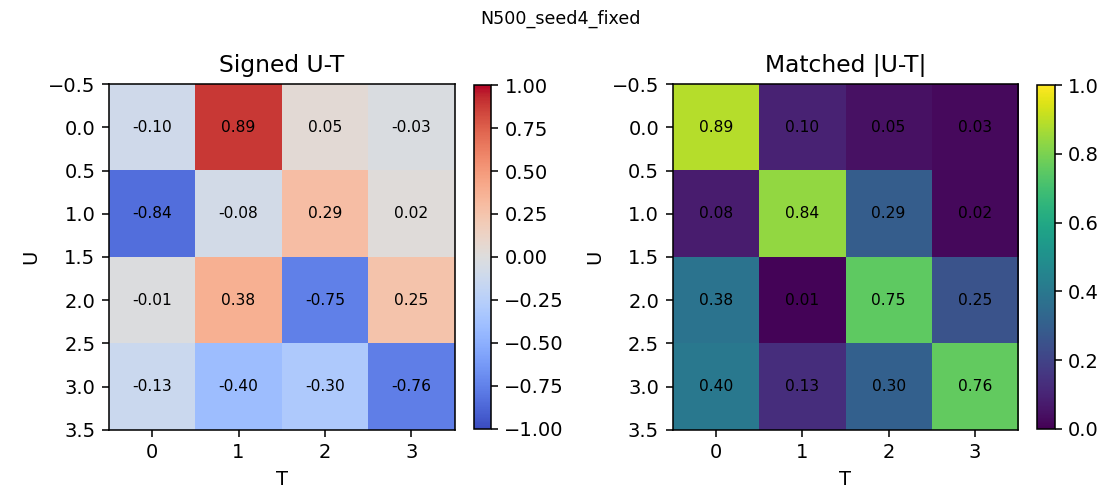 N500_seed4_fixed
Signed U-T
−0.5
0.0
0.5
1.0
1.5
2.0
2.5
3.0
3.5
U
-0.10 0.89 0.05 -0.03
-0.84 -0.08 0.29 0.02
-0.01 0.38 -0.75 0.25
-0.13 -0.40 -0.30 -0.76
0 1 2 3
T
1.00
0.75
0.50
0.25
0.00
−0.25
−0.50
−0.75
−1.00
Matched |U-T|
−0.5
0.0
0.5
1.0
1.5
2.0
2.5
3.0
3.5
U
0.89 0.10 0.05 0.03
0.08 0.84 0.29 0.02
0.38 0.01 0.75 0.25
0.40 0.13 0.30 0.76
0 1 2 3
T
1.0
0.8
0.6
0.4
0.2
0.0